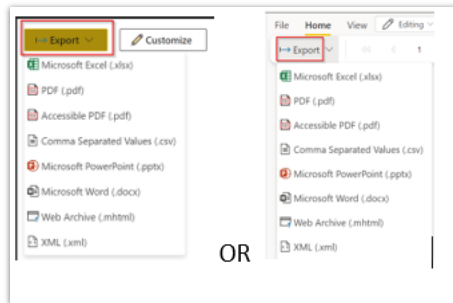 Export Customize
Microsoft Excel (.xlsx)
PDF (.pdf)
Accessible PDF (.pdf)
Comma Separated Values (.csv)
Microsoft PowerPoint (.pptx)
Microsoft Word (.docx)
Web Archive (.mhtml)
XML (.xml)
OR
File Home View Editing
Export 1
Microsoft Excel (.xlsx)
PDF (.pdf)
Accessible PDF (.pdf)
Comma Separated Values (.csv)
Microsoft PowerPoint (.pptx)
Microsoft Word (.docx)
Web Archive (.mhtml)
XML (.xml)